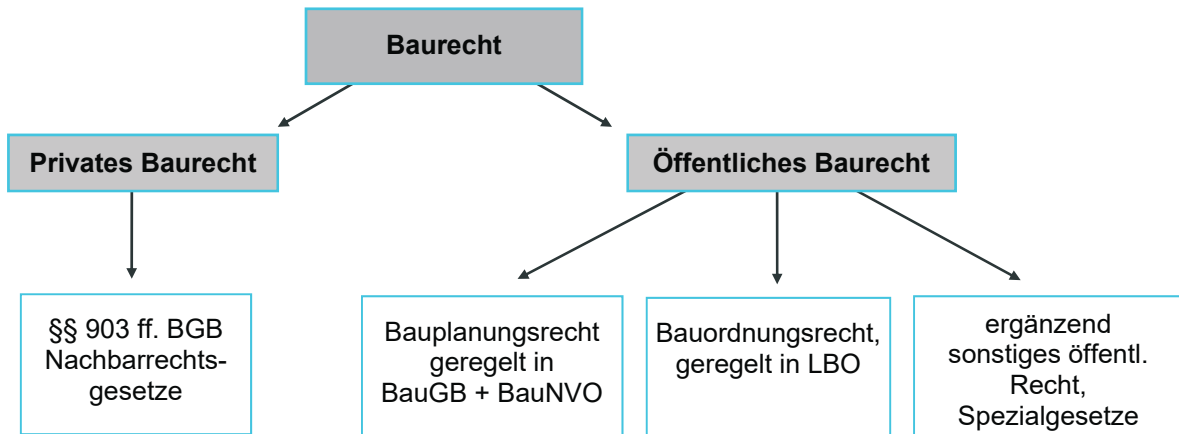 Baurecht
Privates Baurecht
Öffentliches Baurecht
§§ 903 ff. BGB
Nachbarrechts-
gesetze
Bauplanungsrecht
geregelt in
BauGB + BauNVO
Bauordnungsrecht,
geregelt in LBO
ergänzend
sonstiges öffentl.
Recht,
Spezialgesetze